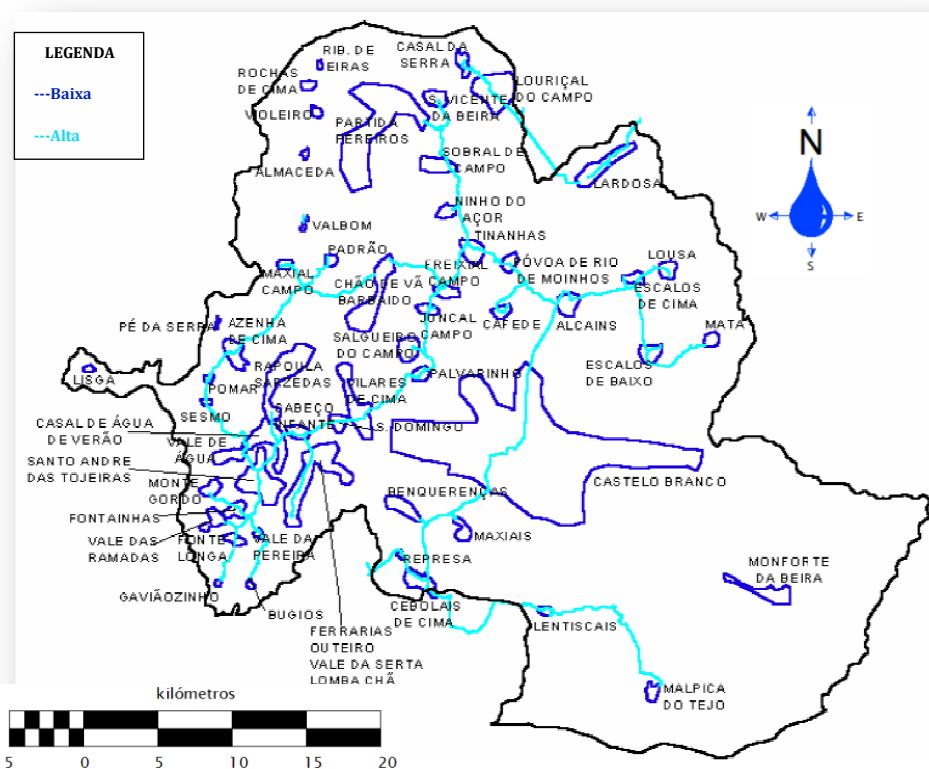 LEGENDA
---Baixa
---Alta
RIB. DE
EIRAS
CASAL DA
SERRA
ROCHAS
DE CIMA
LOURIÇAL
DO CAMPO
VIOLEIRO
S. VICENTE
DA BEIRA
PARTIDA
PEREIROS
SOBRAL DE
CAMPO
ALMACEDA
LARDOSA
N
W
E
S
NINHO DO
AÇOR
VALBOM
TINANHAS
PADRÃO
MAXIAL
CAMPO
FREIXIAL
CAMPO
PÓVOA DE RIO
DE MOINHOS
LOUSA
CHÃO DE VÃ
BARBAIDO
ESCALOS
DE CIMA
JUNCAL
CAMPO
CAFEDE
ALCAINS
MATA
PÉ DA SERRA
AZENHA
DE CIMA
SALGUEIRO
DO CAMPO
ESCALOS
DE BAIXO
RAPOULA
SARZEDAS
LISGA
POMAR
PILARES
DE CIMA
PALVARINHO
SESMO
CABEÇO
INFANTE
CASAL DE ÁGUA
DE VERÃO
S. DOMINGO
VALE DE
ÁGUA
SANTO ANDRE
DAS TOJEIRAS
CASTELO BRANCO
MONTE
GORDO
BENQUERENÇAS
FONTAINHAS
MAXIAIS
VALE DAS
RAMADAS
FONTE
LONGA
VALE DA
PEREIRA
REPRESA
MONFORTE
DA BEIRA
GAVIÃOZINHO
BUGIOS
CEBOLAIS
DE CIMA
LENTISCAIS
FERRARIAS
OUTEIRO
VALE DA SERTA
LOMBA CHÃ
MALPICA
DO TEJO
kilómetros
5 0 5 10 15 20